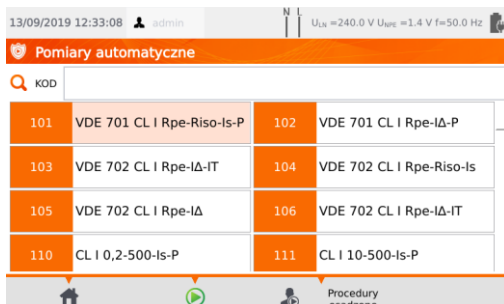 13/09/2019 12:33:08 admin N L ULN =240.0 V UNPE =1.4 V f=50.0 Hz
Pomiary automatyczne
KOD
101 VDE 701 CL I Rpe-Riso-Is-P 102 VDE 701 CL I Rpe-IΔ-P
103 VDE 702 CL I Rpe-IΔ-IT 104 VDE 702 CL I Rpe-Riso-Is
105 VDE 702 CL I Rpe-IΔ 106 VDE 702 CL I Rpe-IΔ-IT
110 CL I 0,2-500-Is-P 111 CL I 10-500-Is-P
Procedury